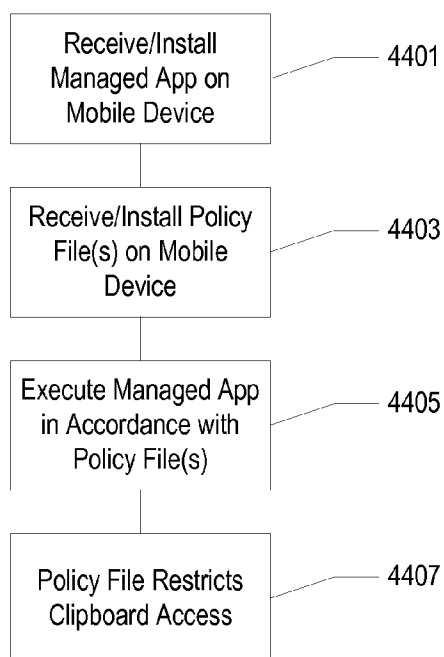 Receive/Install
Managed App on
Mobile Device
4401
Receive/Install Policy
File(s) on Mobile
Device
4403
Execute Managed App
in Accordance with
Policy File(s)
4405
Policy File Restricts
Clipboard Access
4407